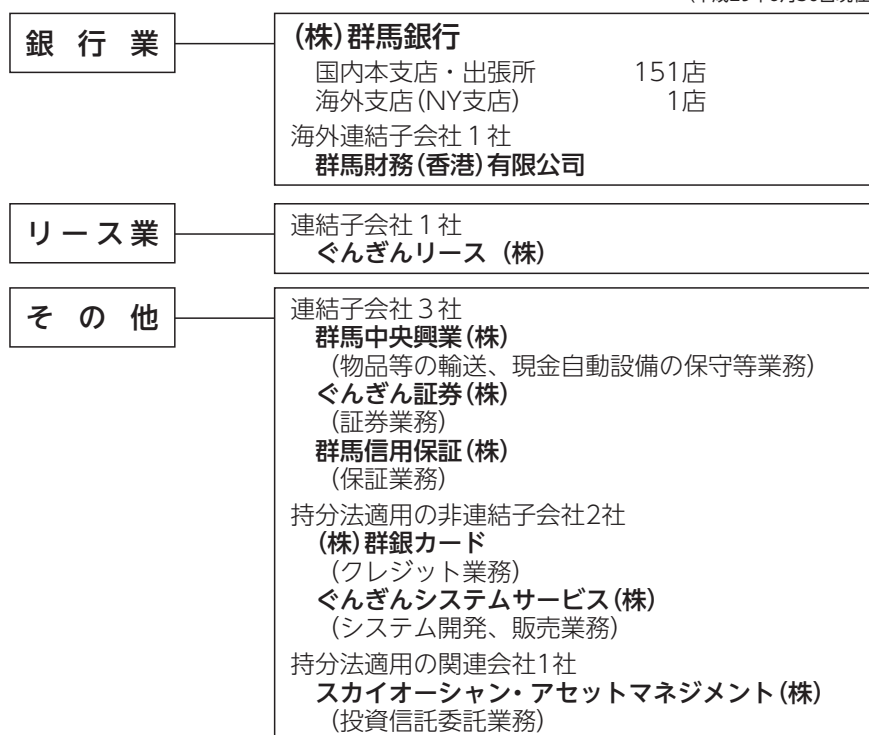 銀行業
(株)群馬銀行
国内本支店・出張所 151店
海外支店(NY支店) 1店
海外連結子会社1社
群馬財務(香港)有限公司
リース業
連結子会社1社
ぐんぎんリース (株)
その他
連結子会社3社
群馬中央興業(株)
(物品等の輸送、現金自動設備の保守等業務)
ぐんぎん証券(株)
(証券業務)
群馬信用保証(株)
(保証業務)
持分法適用の非連結子会社2社
(株)群銀カード
(クレジット業務)
ぐんぎんシステムサービス(株)
(システム開発、販売業務)
持分法適用の関連会社1社
スカイオーシャン・アセットマネジメント(株)
(投資信託委託業務)